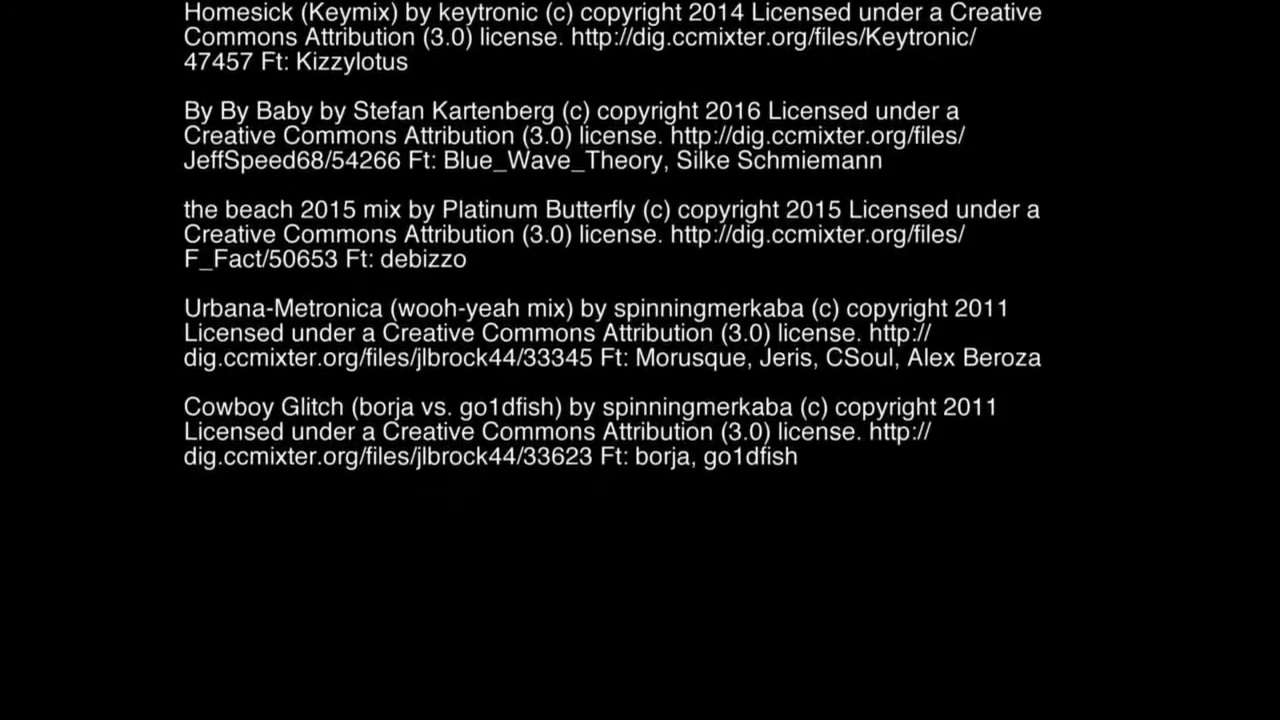 Homesick (Keymix) by keytronic (c) copyright 2014 Licensed under a Creative
Commons Attribution (3.0) license. http://dig.ccmixter.org/files/Keytronic/
47457 Ft: Kizzylotus
By By Baby by Stefan Kartenberg (c) copyright 2016 Licensed under a
Creative Commons Attribution (3.0) license. http://dig.ccmixter.org/files/
JeffSpeed68/54266 Ft: Blue_Wave_Theory, Silke Schmiemann
the beach 2015 mix by Platinum Butterfly (c) copyright 2015 Licensed under a
Creative Commons Attribution (3.0) license. http://dig.ccmixter.org/files/
F_Fact/50653 Ft: debizzo
Urbana-Metronica (wooh-yeah mix) by spinningmerkaba (c) copyright 2011
Licensed under a Creative Commons Attribution (3.0) license. http://
dig.ccmixter.org/files/jlbrock44/33345 Ft: Morusque, Jeris, CSoul, Alex Beroza
Cowboy Glitch (borja vs. go1dfish) by spinningmerkaba (c) copyright 2011
Licensed under a Creative Commons Attribution (3.0) license. http://
dig.ccmixter.org/files/jlbrock44/33623 Ft: borja, go1dfish